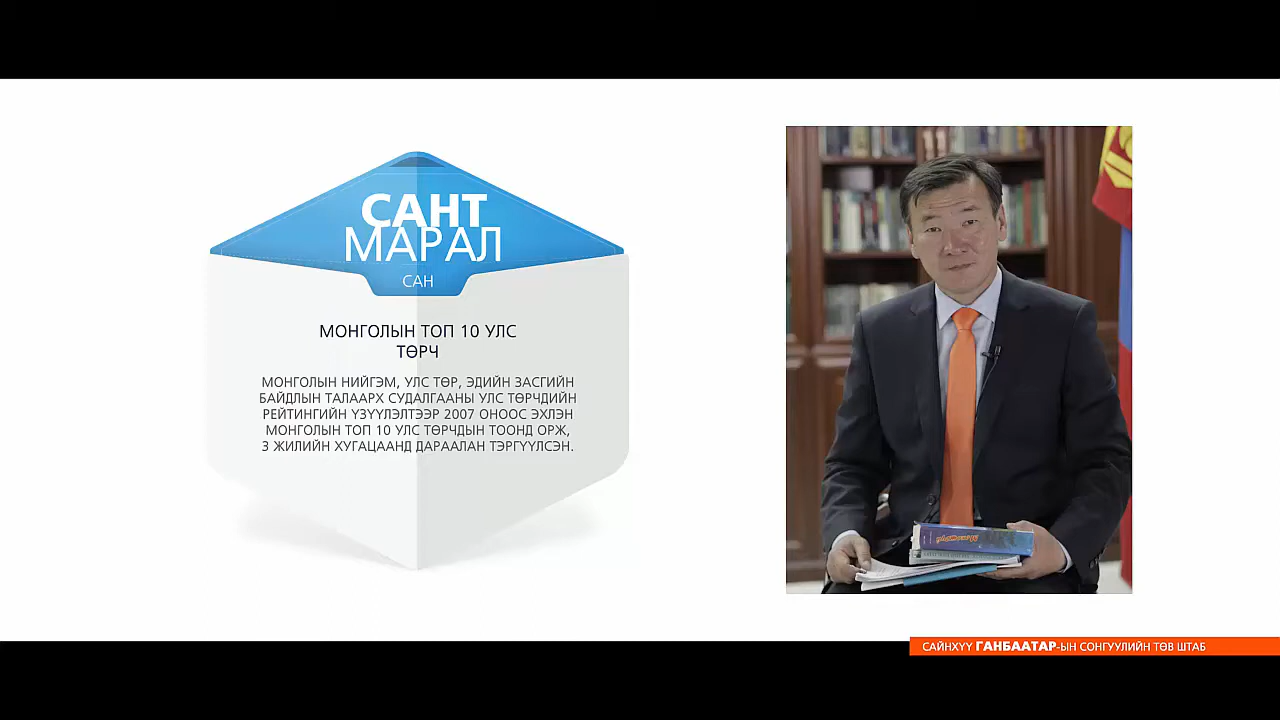 САНТ
МАРАЛ
САН
МОНГОЛЫН ТОП 10 УЛС
ТӨРЧ
МОНГОЛЫН НИЙГЭМ, УЛС ТӨР, ЭДИЙН ЗАСГИЙН
БАЙДЛЫН ТАЛААРХ СУДАЛГААНЫ УЛС ТӨРЧДИЙН
РЕЙТИНГИЙН ҮЗҮҮЛЭЛТЭЭР 2007 ОНООС ЭХЛЭН
МОНГОЛЫН ТОП 10 УЛС ТӨРЧДЫН ТООНД ОРЖ,
3 ЖИЛИЙН ХУГАЦААНД ДАРААЛАН ТЭРГҮҮЛСЭН.
САЙНХҮҮ ГАНБААТАР-ЫН СОНГУУЛИЙН ТӨВ ШТАБ